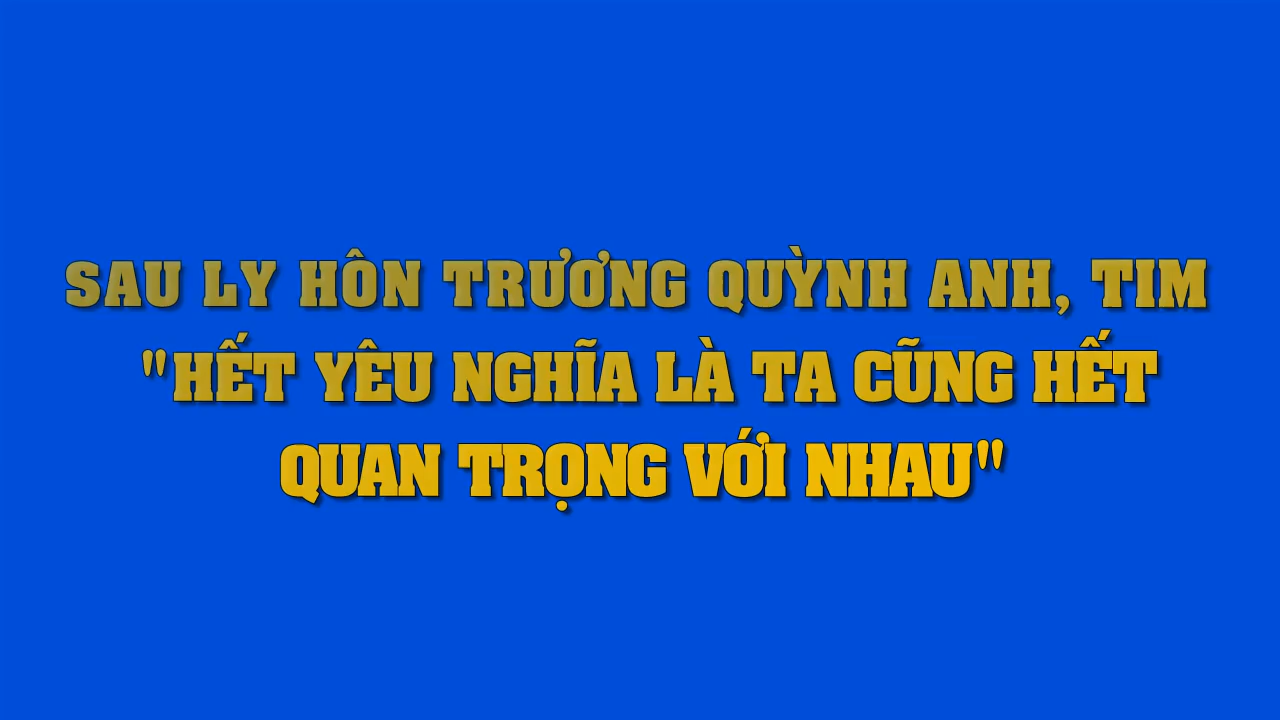 SAU LY HÔN TRƯƠNG QUỲNH ANH, TIM
"HẾT YÊU NGHĨA LÀ TA CŨNG HẾT
QUAN TRỌNG VỚI NHAU"